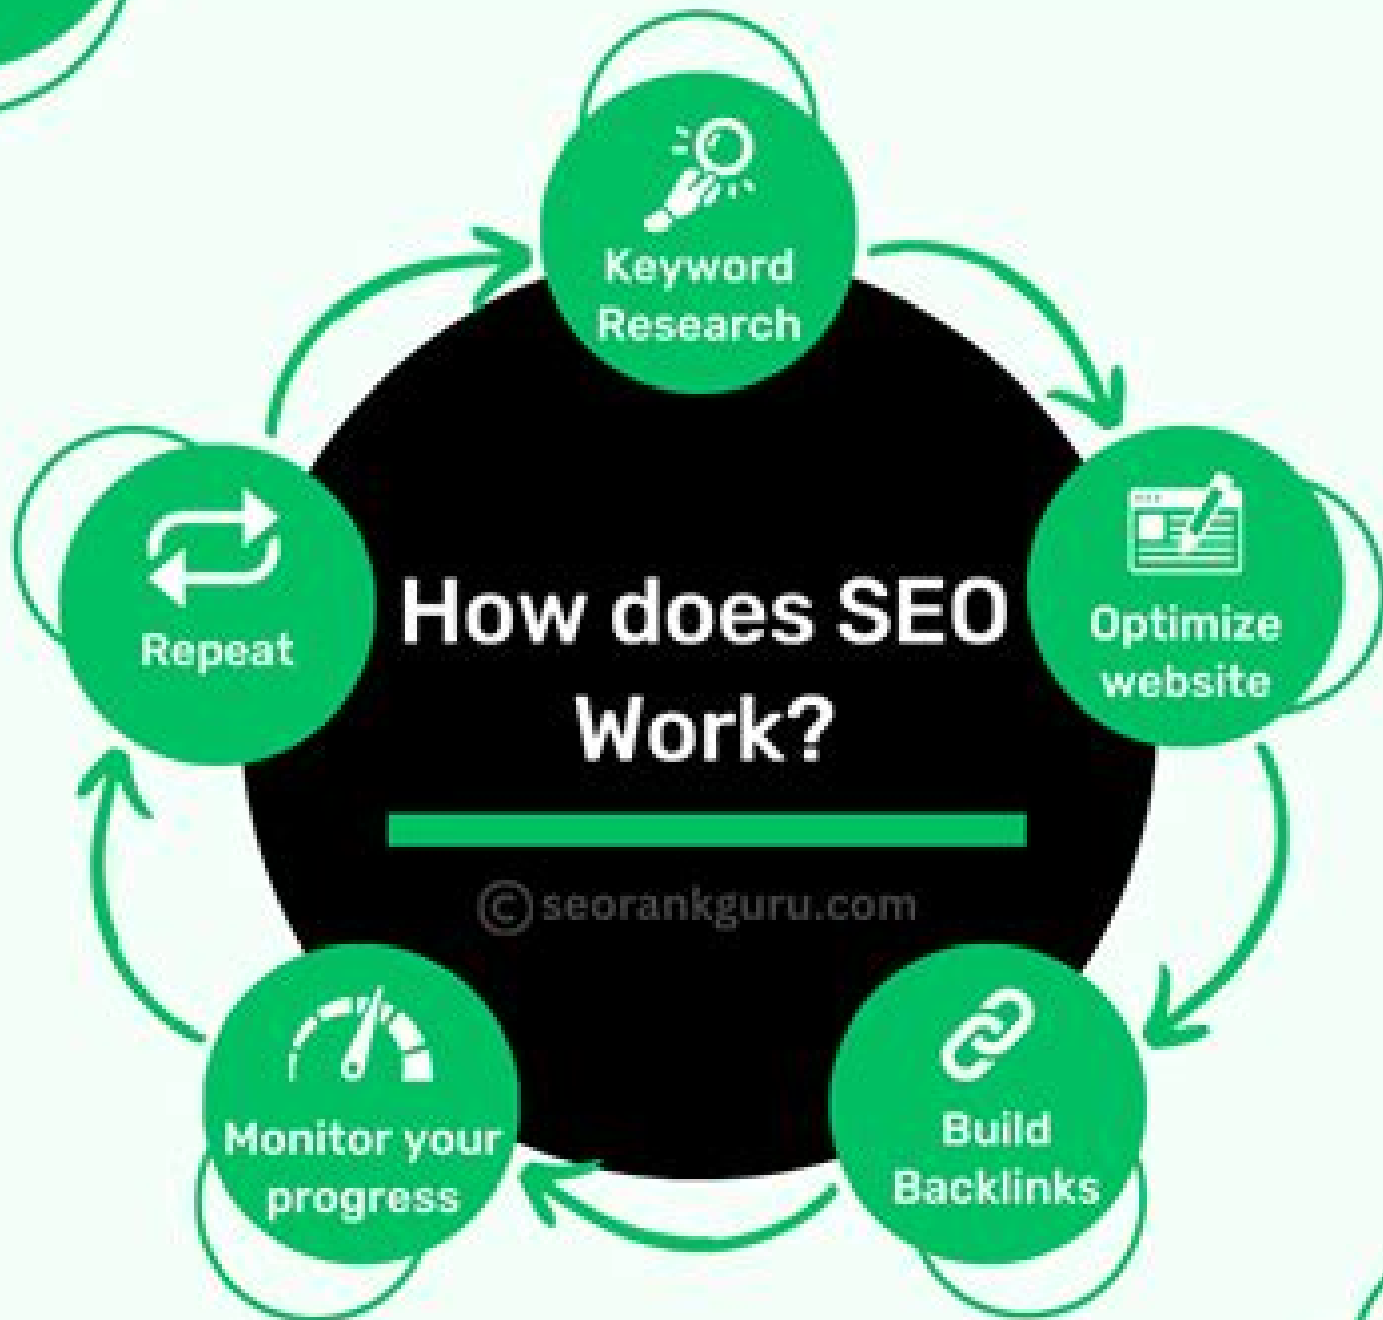 Keyword
Research
How does SEO
Work?
©seorankguru.com
Optimize
website
Build
Backlinks
Monitor your
progress
Repeat